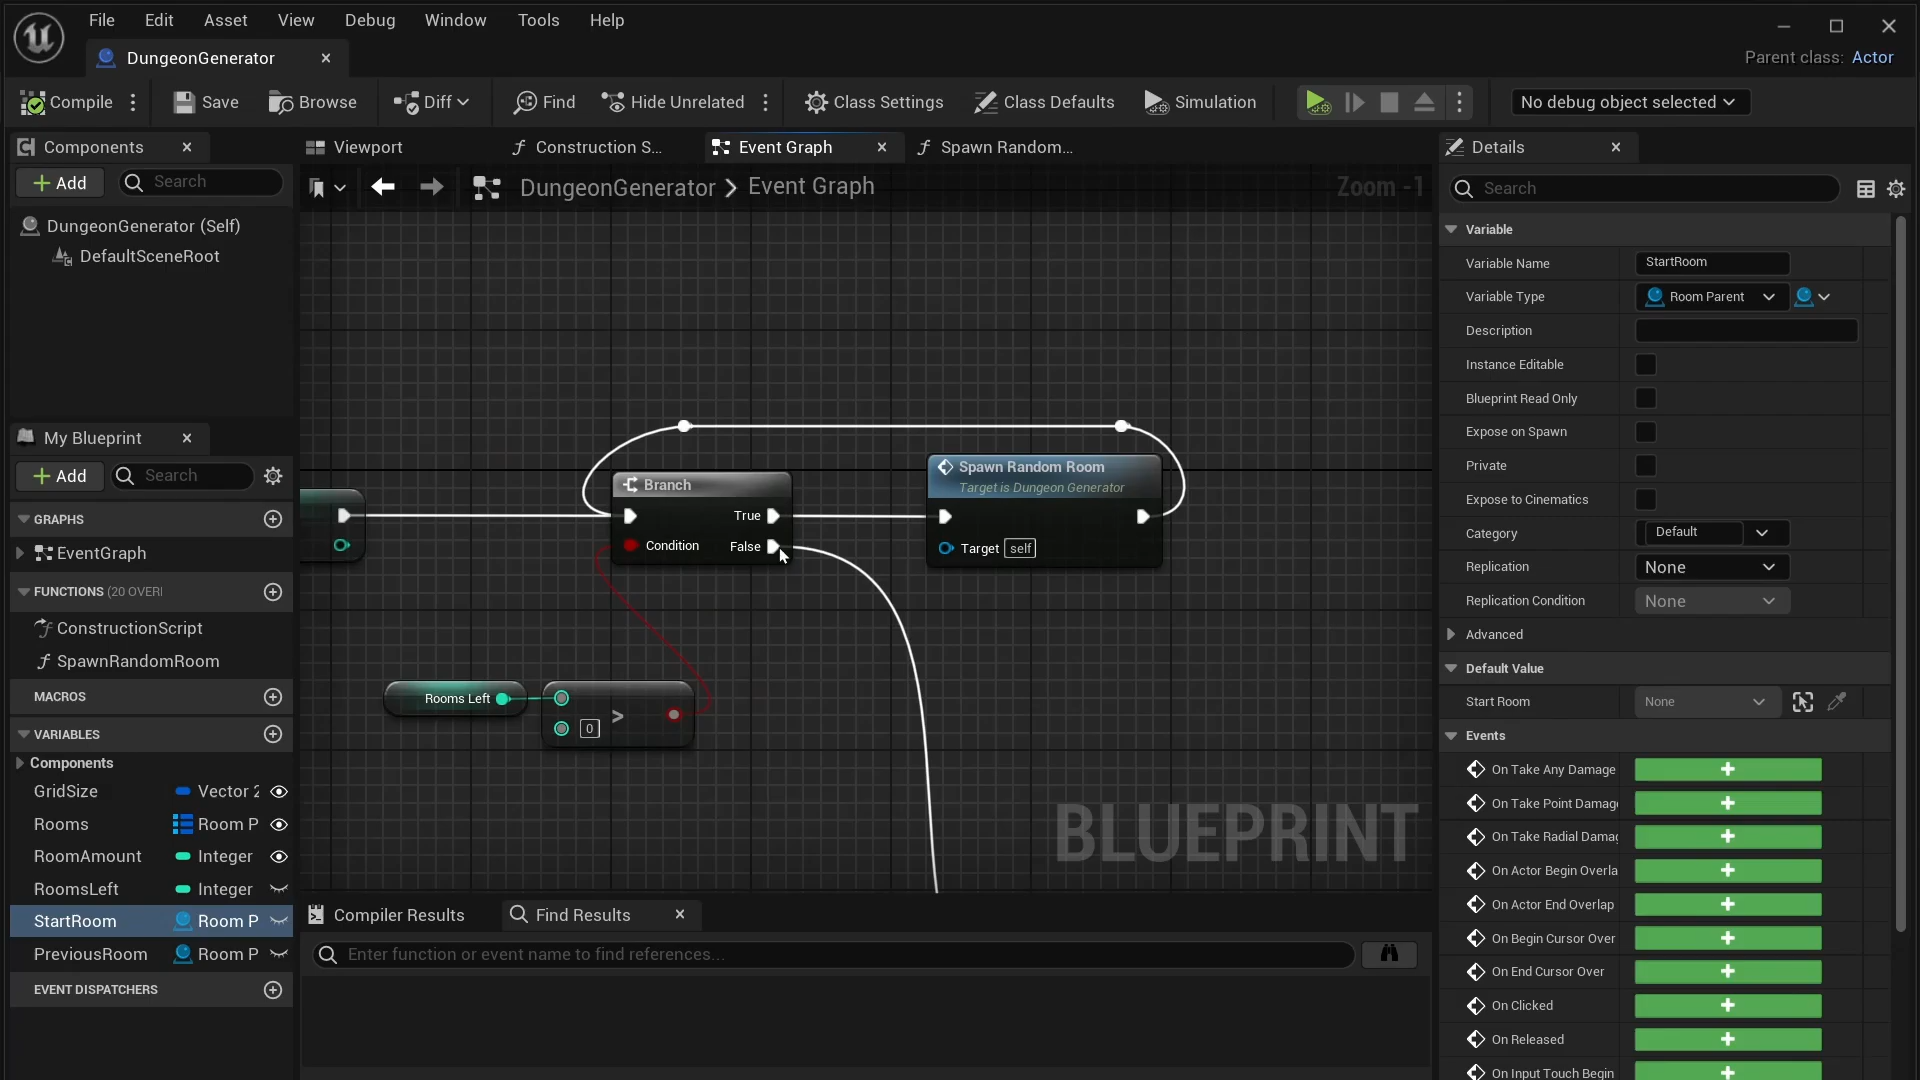 File Edit Asset View Debug Window Tools Help
DungeonGenerator
Parent class: Actor
Compile Save Browse Diff Find Hide Unrelated Class Settings Class Defaults Simulation No debug object selected
Components Viewport Construction S... Event Graph Spawn Random... Details
Add Search
DungeonGenerator > Event Graph Zoom -1
Search
DungeonGenerator (Self)
DefaultSceneRoot
My Blueprint
Add Search
GRAPHS
EventGraph
FUNCTIONS (20 OVERI
ConstructionScript
SpawnRandomRoom
MACROS
VARIABLES
Components
GridSize Vector 2
Rooms Room P
RoomAmount Integer
RoomsLeft Integer
StartRoom Room P
PreviousRoom Room P
EVENT DISPATCHERS
Branch
True
Condition False
Spawn Random Room
Target is Dungeon Generator
Target self
Rooms Left
0 >
BLUEPRINT
Compiler Results Find Results
Enter function or event name to find references...
Variable
Variable Name StartRoom
Variable Type Room Parent
Description
Instance Editable
Blueprint Read Only
Expose on Spawn
Private
Expose to Cinematics
Category Default
Replication None
Replication Condition None
Advanced
Default Value
Start Room None
Events
On Take Any Damage
On Take Point Damag
On Take Radial Damag
On Actor Begin Overla
On Actor End Overlap
On Begin Cursor Over
On End Cursor Over
On Clicked
On Released
On Input Touch Begin